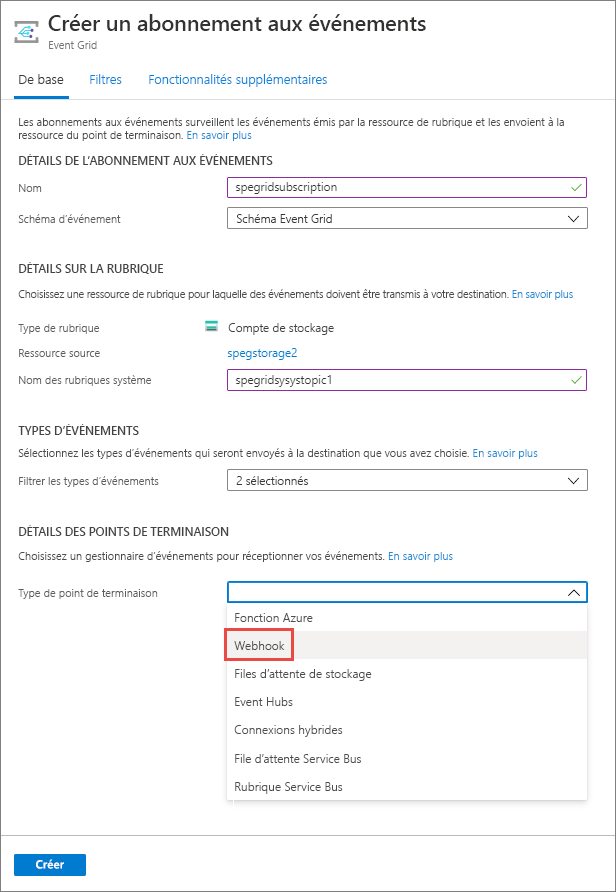 Créer un abonnement aux événements
Event Grid
De base Filtres Fonctionnalités supplémentaires
Les abonnements aux événements surveillent les événements émis par la ressource de rubrique et les envoient à la
ressource du point de terminaison. En savoir plus
DÉTAILS DE L’ABONNEMENT AUX ÉVÉNEMENTS
Nom spegridsubscription
Schéma d’événement Schéma Event Grid
DÉTAILS SUR LA RUBRIQUE
Choisissez une ressource de rubrique pour laquelle des événements doivent être transmis à votre destination. En savoir plus
Type de rubrique Compte de stockage
Ressource source spegstorage2
Nom des rubriques système spegridsysystopic1
TYPES D’ÉVÉNEMENTS
Sélectionnez les types d’événements qui seront envoyés à la destination que vous avez choisie. En savoir plus
Filtrer les types d’événements 2 sélectionnés
DÉTAILS DES POINTS DE TERMINAISON
Choisissez un gestionnaire d’événements pour réceptionner vos événements. En savoir plus
Type de point de terminaison
Fonction Azure
Webhook
Files d’attente de stockage
Event Hubs
Connexions hybrides
File d’attente Service Bus
Rubrique Service Bus
Créer